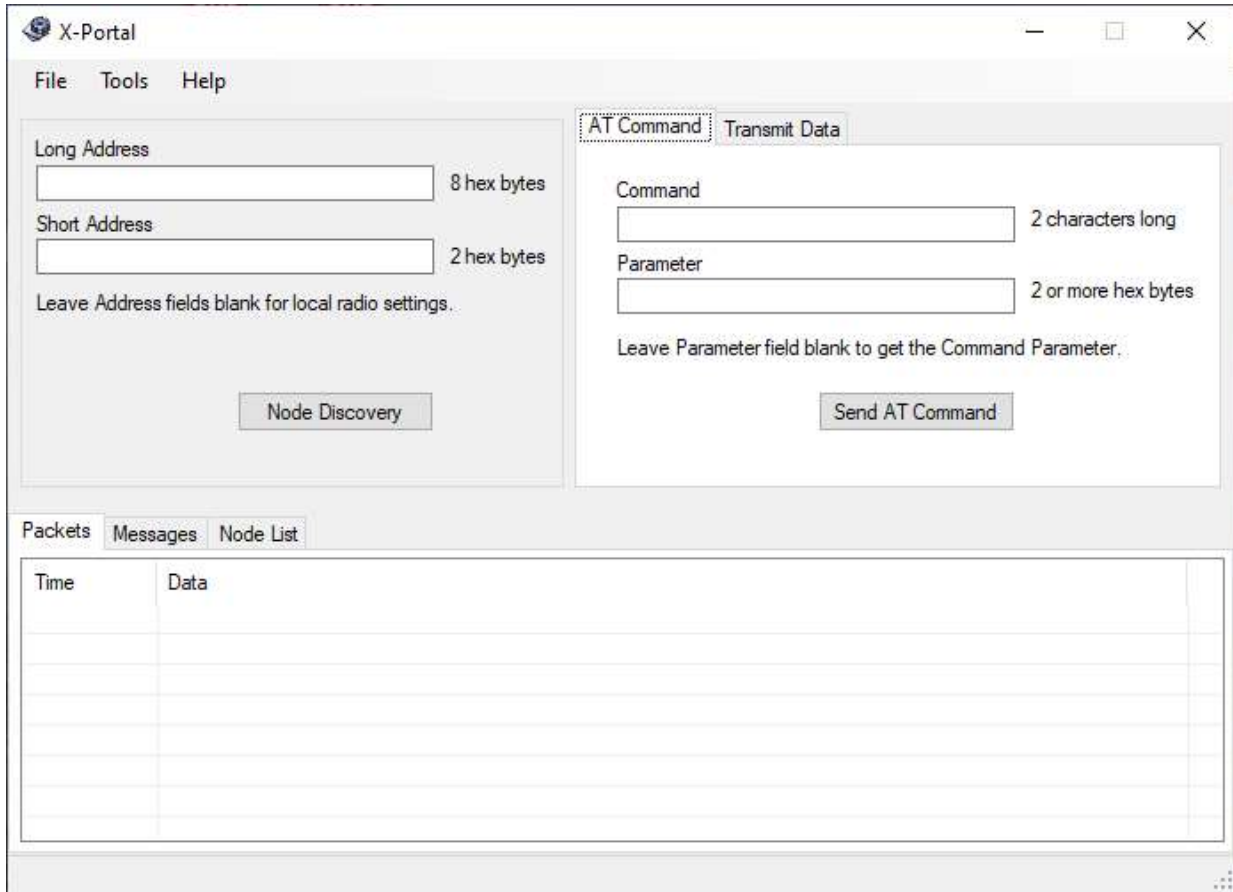 X-Portal
File Tools Help
Long Address
8 hex bytes
Short Address
2 hex bytes
Leave Address fields blank for local radio settings.
Node Discovery
AT Command Transmit Data
Command
2 characters long
Parameter
2 or more hex bytes
Leave Parameter field blank to get the Command Parameter.
Send AT Command
Packets Messages Node List
Time Data